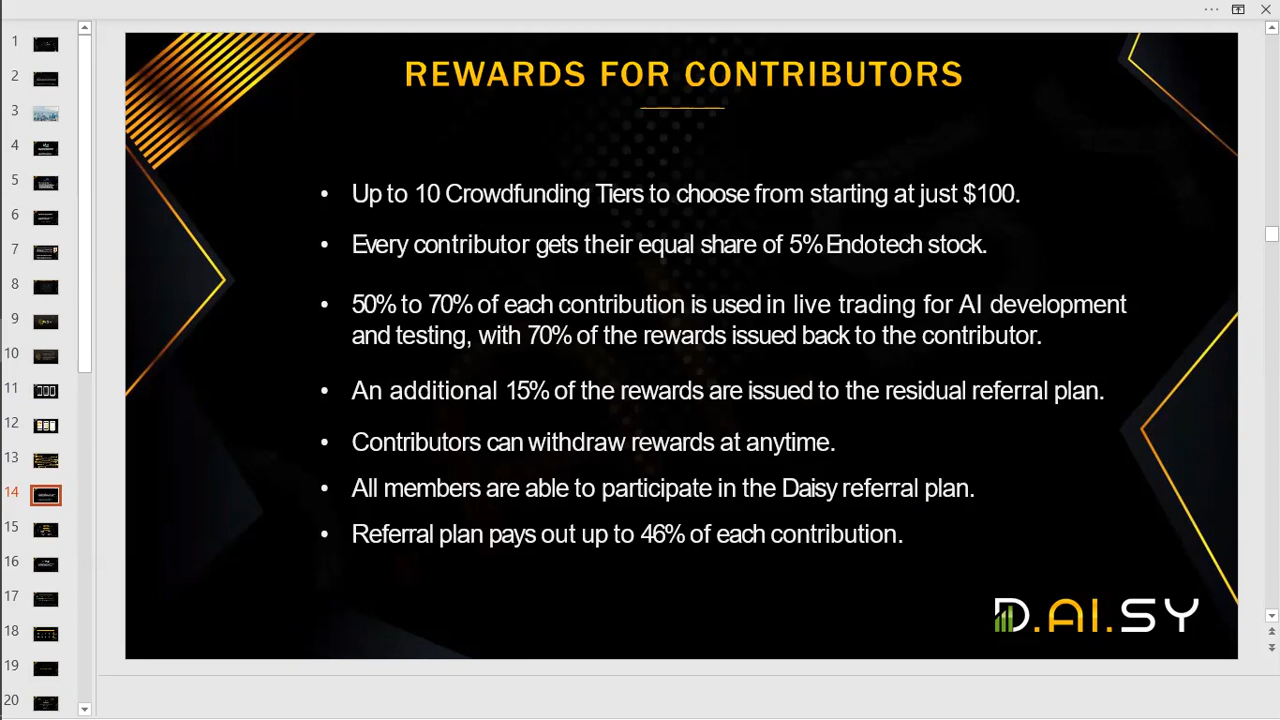 REWARDS FOR CONTRIBUTORS
• Up to 10 Crowdfunding Tiers to choose from starting at just $100.
• Every contributor gets their equal share of 5% Endotech stock.
• 50% to 70% of each contribution is used in live trading for AI development
and testing, with 70% of the rewards issued back to the contributor.
• An additional 15% of the rewards are issued to the residual referral plan.
• Contributors can withdraw rewards at anytime.
• All members are able to participate in the Daisy referral plan.
• Referral plan pays out up to 46% of each contribution.
D.AI.SY
1
2
3
4
5
6
7
8
9
10
11
12
13
14
15
16
17
18
19
20